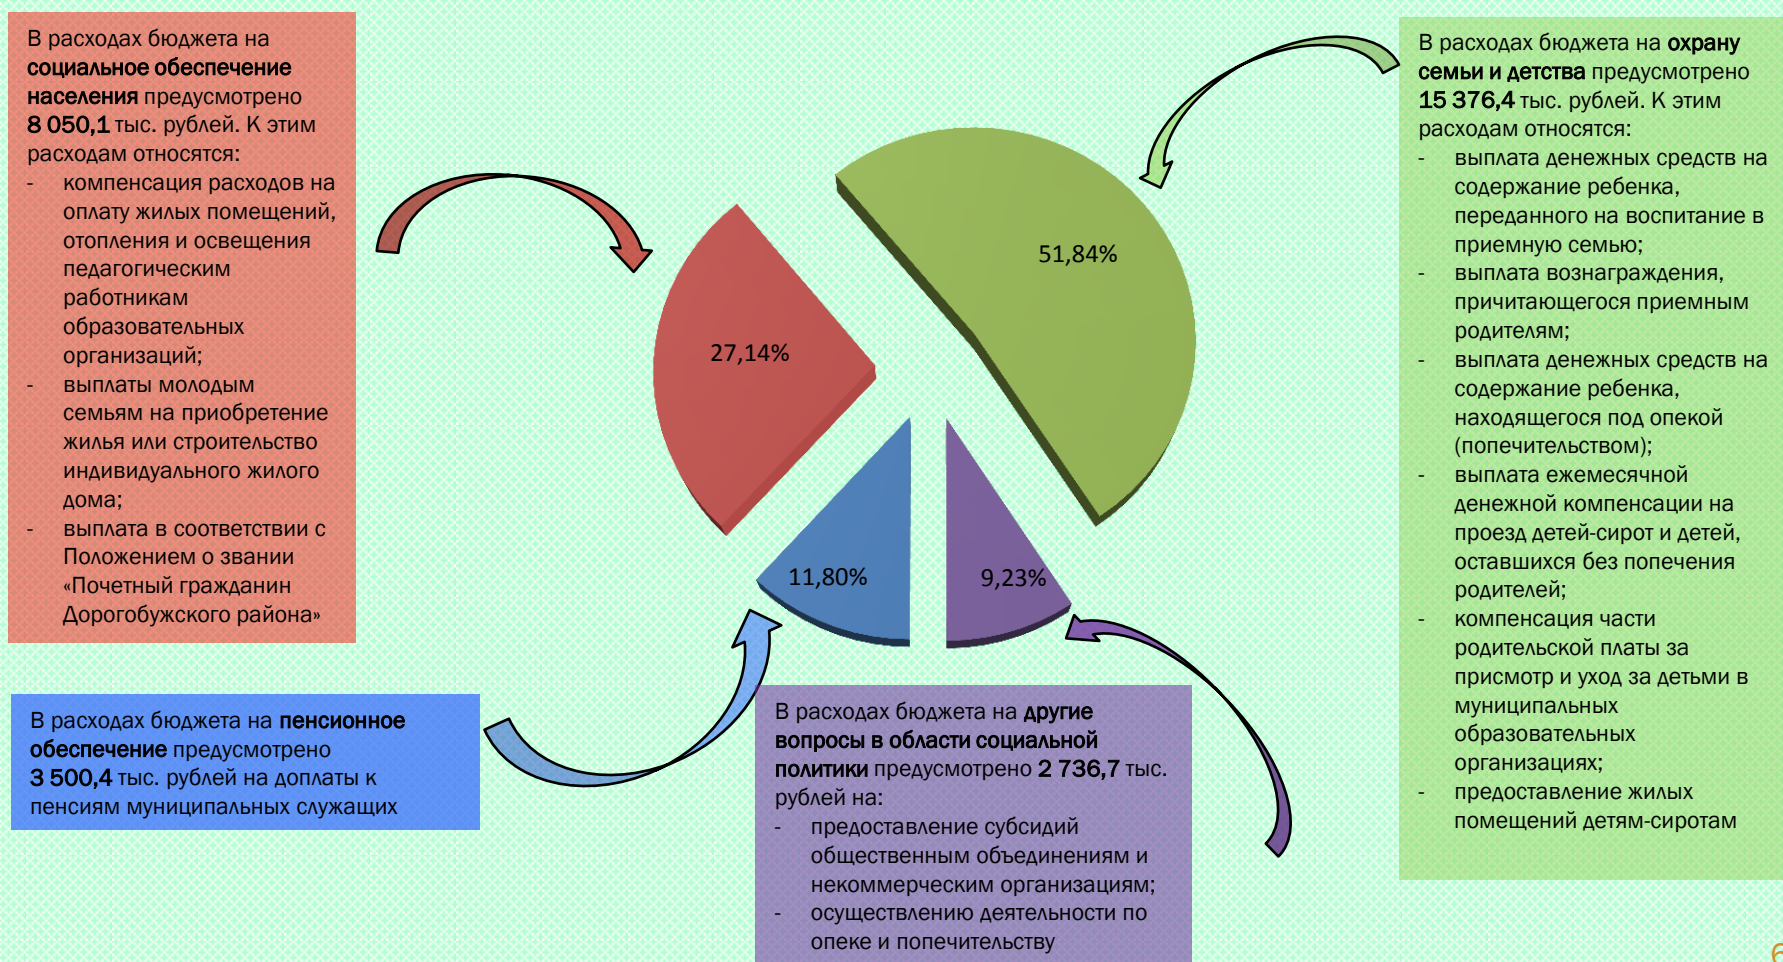 В расходах бюджета на
социальное обеспечение
населения предусмотрено
8 050,1 тыс. рублей. К этим
расходам относятся:
- компенсация расходов на
оплату жилых помещений,
отопления и освещения
педагогическим
работникам
образовательных
организаций;
- выплаты молодым
семьям на приобретение
жилья или строительство
индивидуального жилого
дома;
- выплата в соответствии с
Положением о звании
«Почетный гражданин
Дорогобужского района»
27,14%
51,84%
11,80%
9,23%
В расходах бюджета на охрану
семьи и детства предусмотрено
15 376,4 тыс. рублей. К этим
расходам относятся:
- выплата денежных средств на
содержание ребенка,
переданного на воспитание в
приемную семью;
- выплата вознаграждения,
причитающегося приемным
родителям;
- выплата денежных средств на
содержание ребенка,
находящегося под опекой
(попечительством);
- выплата ежемесячной
денежной компенсации на
проезд детей-сирот и детей,
оставшихся без попечения
родителей;
- компенсация части
родительской платы за
присмотр и уход за детьми в
муниципальных
образовательных
организациях;
- предоставление жилых
помещений детям-сиротам
В расходах бюджета на пенсионное
обеспечение предусмотрено
3 500,4 тыс. рублей на доплаты к
пенсиям муниципальных служащих
В расходах бюджета на другие
вопросы в области социальной
политики предусмотрено 2 736,7 тыс.
рублей на:
- предоставление субсидий
общественным объединениям и
некоммерческим организациям;
- осуществлению деятельности по
опеке и попечительству